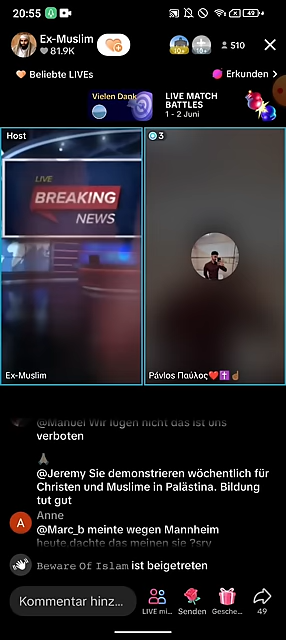 20:55
49
Ex-Muslim
81.9K
10+
10+
510
Beliebte LIVEs
Erkunden
Vielen Dank
LIVE MATCH
BATTLES
1 - 2 Juni
Host
3
LIVE
BREAKING
NEWS
Ex-Muslim
Pávlos Παύλος❤️✝️☝🏾
@Manuel Wir lügen nicht das ist uns
verboten
🙏🏾
@Jeremy Sie demonstrieren wöchentlich für
Christen und Muslime in Palästina. Bildung
tut gut
A
Anne
@Marc_b meinte wegen Mannheim
heute.dachte das meinen sie ?sry
Beware Of Islam ist beigetreten
Kommentar hinz...
LIVE mi...
Senden
Gesche...
49